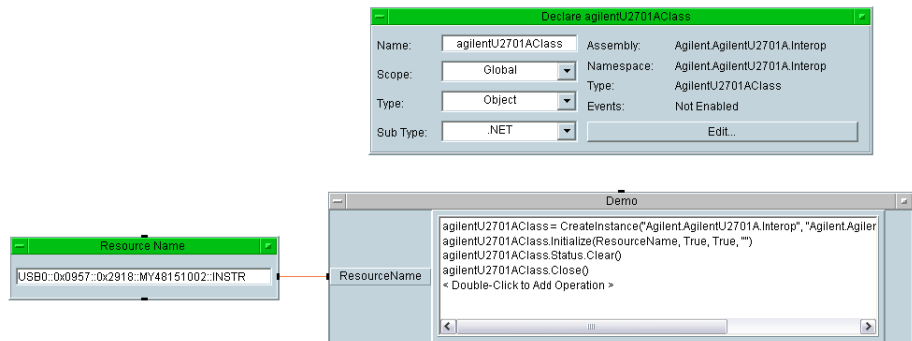 Declare agilentU2701AClass
Name: agilentU2701AClass Assembly: Agilent.AgilentU2701A.Interop
Scope: Global Namespace: Agilent.AgilentU2701A.Interop
Type: Object Type: AgilentU2701AClass
Events: Not Enabled
Sub Type: .NET Edit...
Demo
Resource Name
USB0::0x0957::0x2918::MY48151002::INSTR
ResourceName
agilentU2701AClass = CreateInstance("Agilent.AgilentU2701A.Interop", "Agilent.Agiler
agilentU2701AClass.Initialize(ResourceName, True, True, "")
agilentU2701AClass.Status.Clear()
agilentU2701AClass.Close()
« Double-Click to Add Operation »